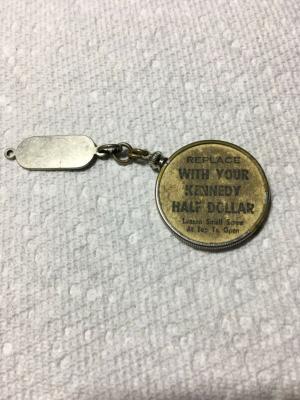 REPLACE
WITH YOUR
KENNEDY
HALF DOLLAR
Loosen Small Screw
At Top To Open